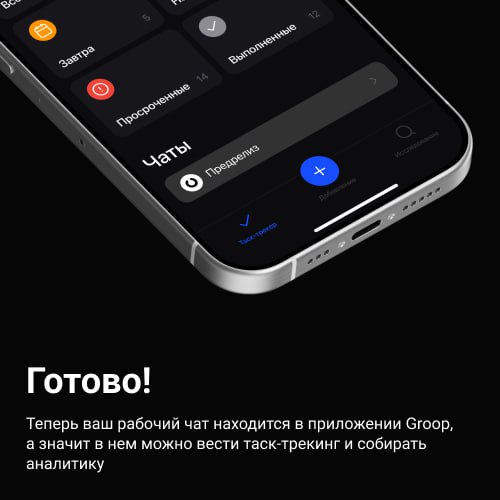 Завтра
5
Выполненные
12
Просроченные
14
Чаты
Предрелиз
Таск-трекер
Добавление
Исследование
Готово!
Теперь ваш рабочий чат находится в приложении Groop,
а значит в нем можно вести таск-трекинг и собирать
аналитику